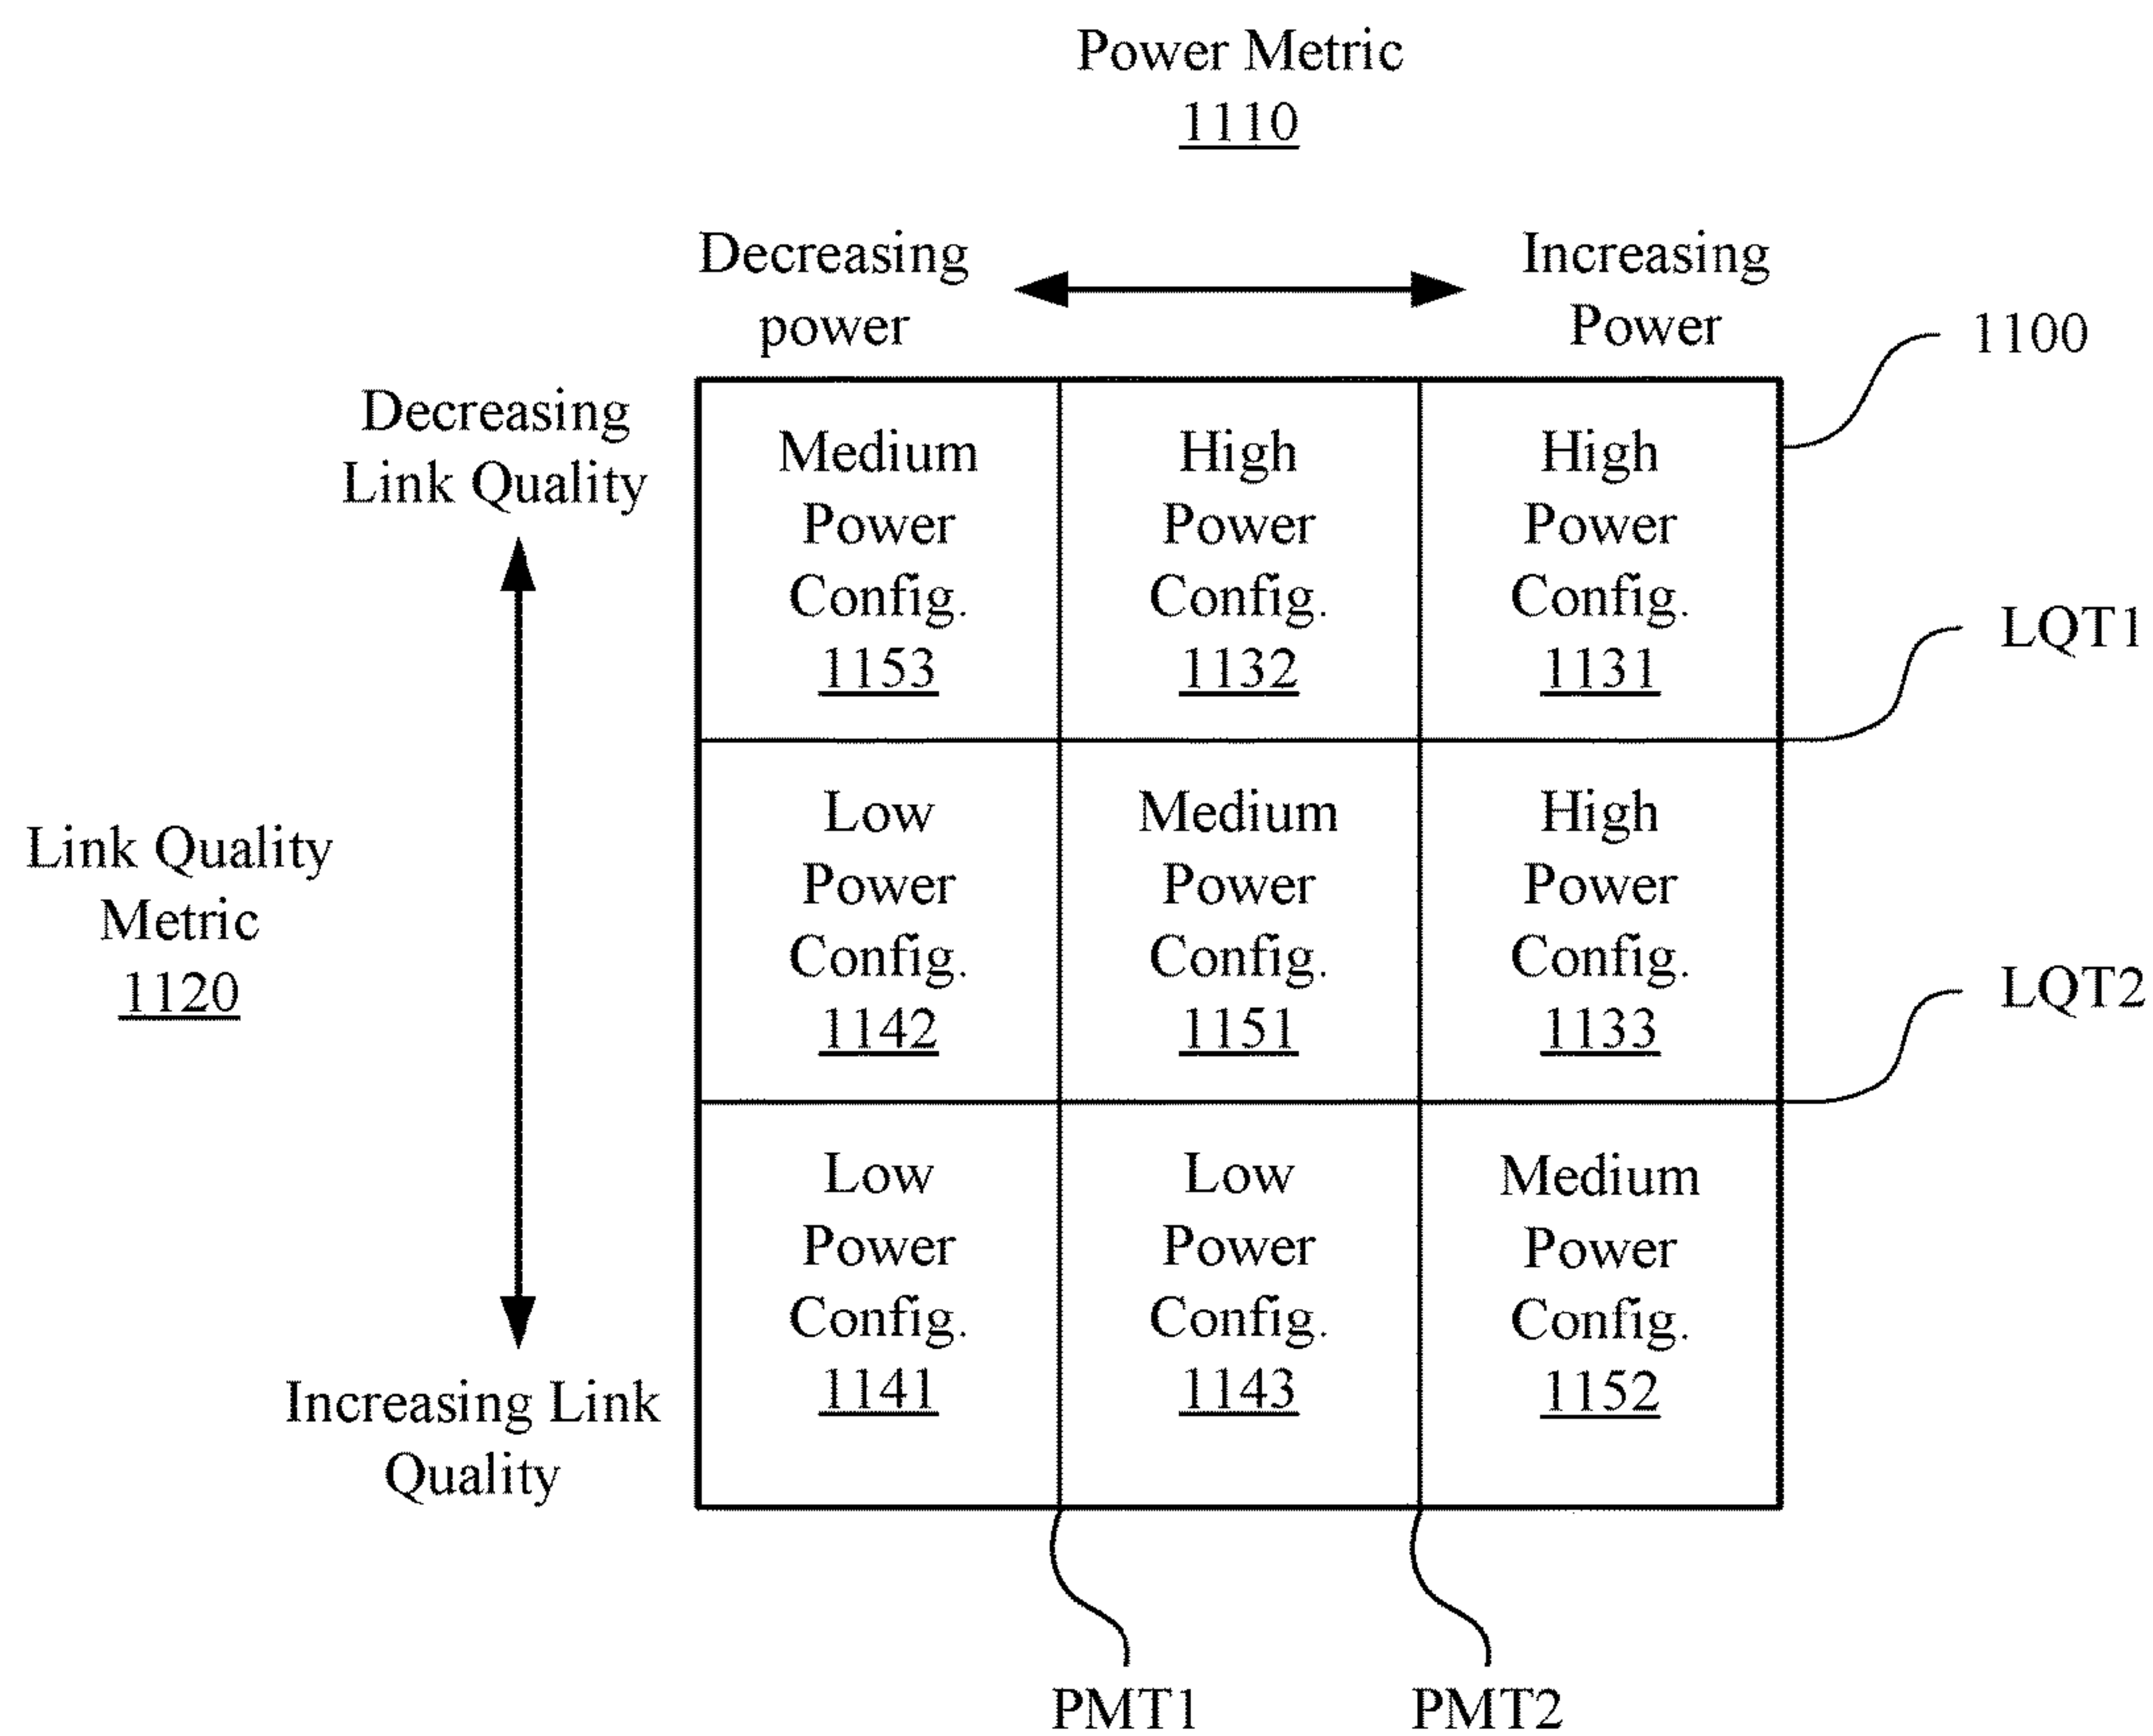 Power Metric
1110
Decreasing
power
Increasing
Power
1100
Decreasing
Link Quality
Medium
Power
Config.
1153
High
Power
Config.
1132
High
Power
Config.
1131
LQT1
Link Quality
Metric
1120
Low
Power
Config.
1142
Medium
Power
Config.
1151
High
Power
Config.
1133
LQT2
Low
Power
Config.
1141
Low
Power
Config.
1143
Medium
Power
Config.
1152
Increasing Link
Quality
PMT1
PMT2